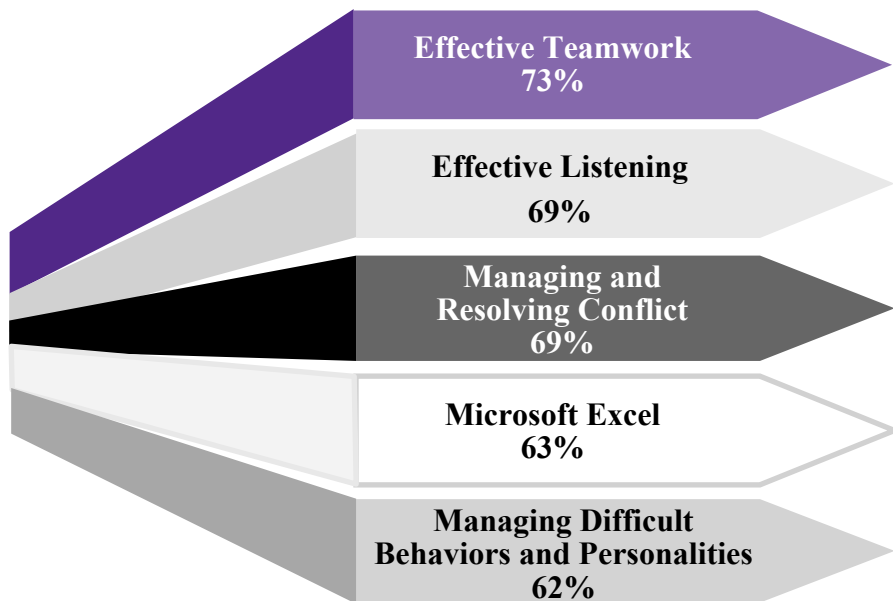 Effective Teamwork
73%
Effective Listening
69%
Managing and
Resolving Conflict
69%
Microsoft Excel
63%
Managing Difficult
Behaviors and Personalities
62%